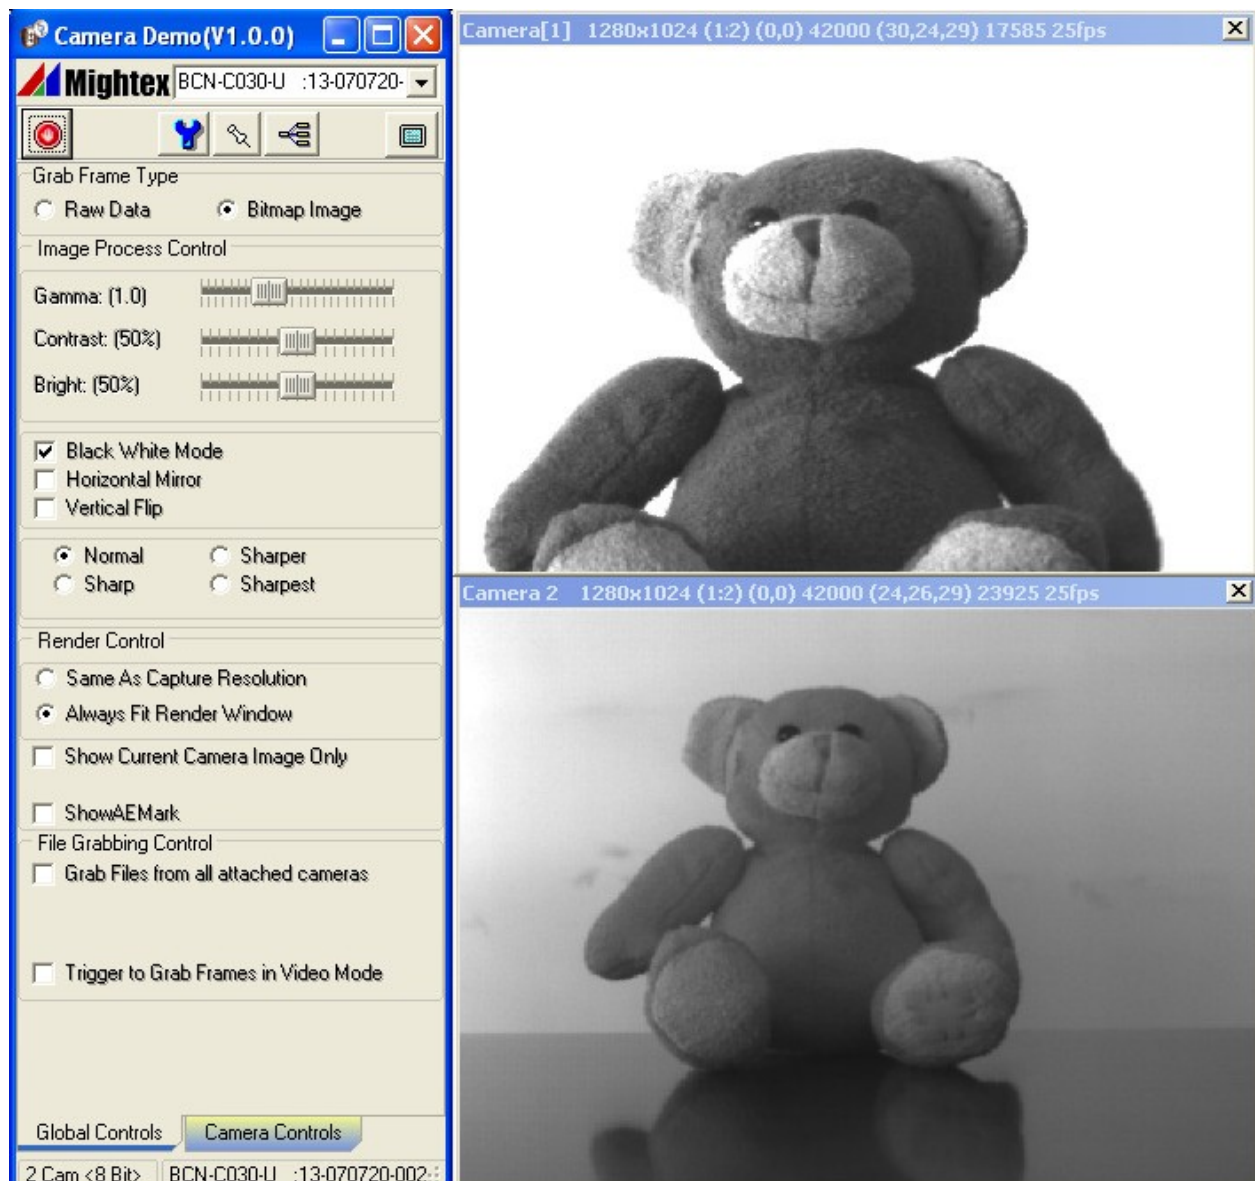 Camera Demo(V1.0.0)
Mightex BCN-C030-U :13-070720-
Grab Frame Type
Raw Data Bitmap Image
Image Process Control
Gamma: (1.0)
Contrast: (50%)
Bright: (50%)
Black White Mode
Horizontal Mirror
Vertical Flip
Normal Sharper
Sharp Sharpest
Render Control
Same As Capture Resolution
Always Fit Render Window
Show Current Camera Image Only
ShowAEMark
File Grabbing Control
Grab Files from all attached cameras
Trigger to Grab Frames in Video Mode
Global Controls Camera Controls
2 Cam <8 Bit> BCN-C030-U :13-070720-002
Camera[1] 1280x1024 (1:2) (0,0) 42000 (30,24,29) 17585 25fps
Camera 2 1280x1024 (1:2) (0,0) 42000 (24,26,29) 23925 25fps